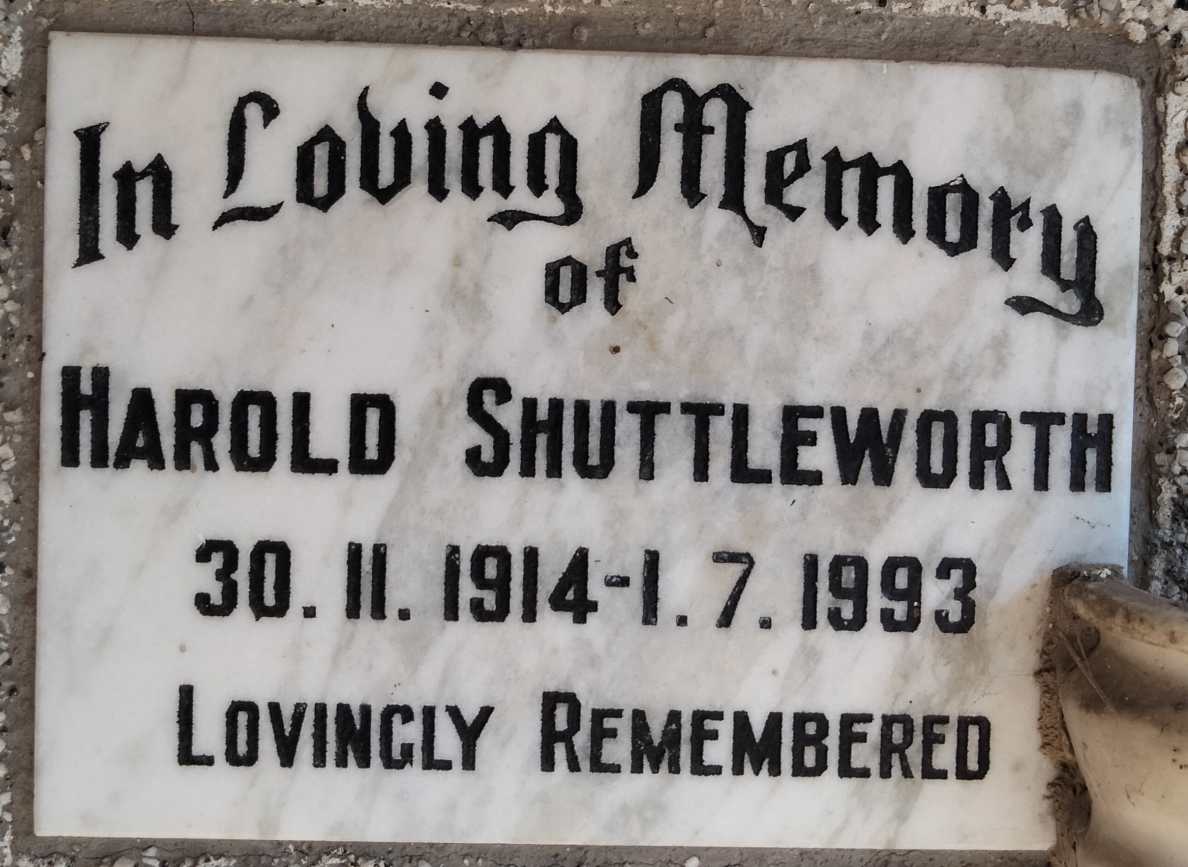 In Loving Memory
of
HAROLD SHUTTLEWORTH
30. 11. 1914-1. 7. 1993
LOVINGLY REMEMBERED